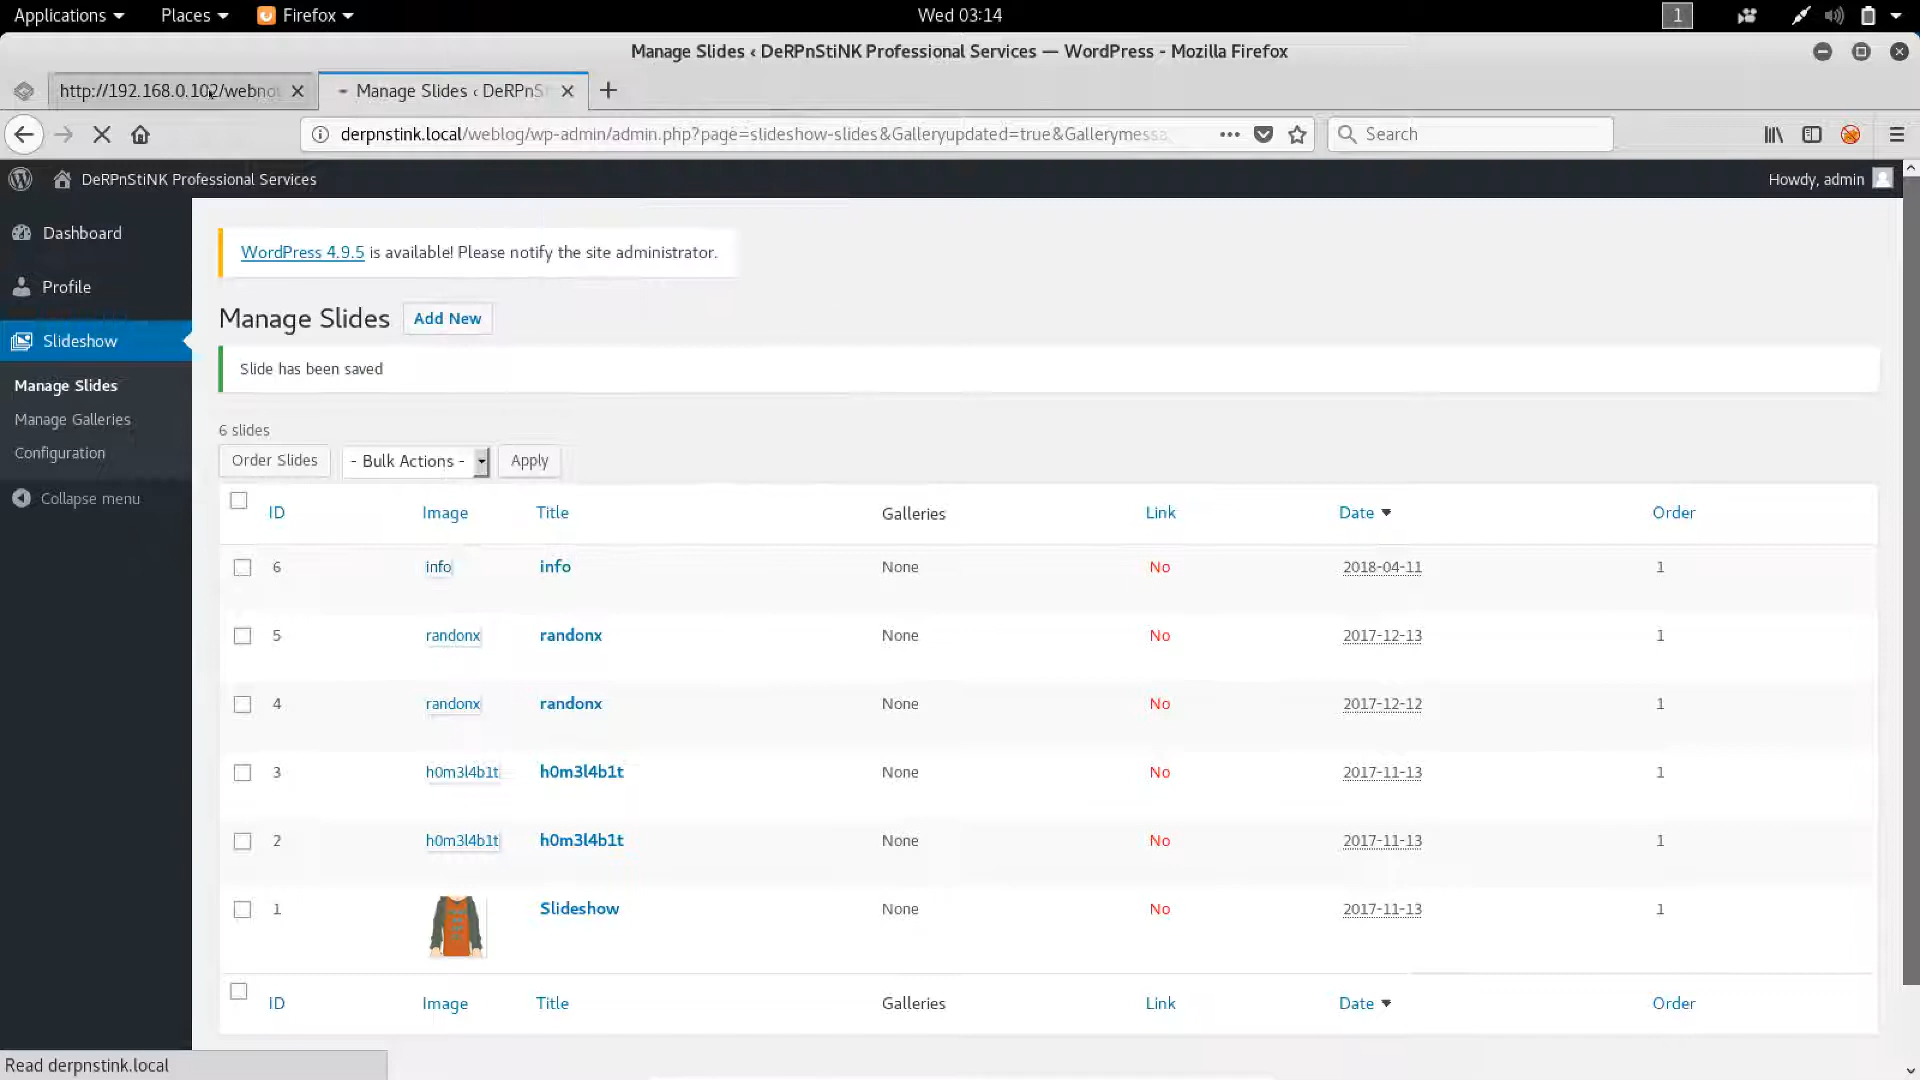 Applications Places Firefox Wed 03:14 1
Manage Slides ‹ DeRPnStiNK Professional Services — WordPress - Mozilla Firefox
http://192.168.0.102/webno Manage Slides ‹ DeRPnS
derpnstink.local/weblog/wp-admin/admin.php?page=slideshow-slides&Galleryupdated=true&Gallerymessa Search
DeRPnStiNK Professional Services Howdy, admin
Dashboard
Profile
Slideshow
Manage Slides
Manage Galleries
Configuration
Collapse menu
WordPress 4.9.5 is available! Please notify the site administrator.
Manage Slides Add New
Slide has been saved
6 slides
Order Slides - Bulk Actions - Apply
ID Image Title Galleries Link Date Order
6 info info None No 2018-04-11 1
5 randonx randonx None No 2017-12-13 1
4 randonx randonx None No 2017-12-12 1
3 h0m3l4b1t h0m3l4b1t None No 2017-11-13 1
2 h0m3l4b1t h0m3l4b1t None No 2017-11-13 1
1 Slideshow None No 2017-11-13 1
ID Image Title Galleries Link Date Order
Read derpnstink.local